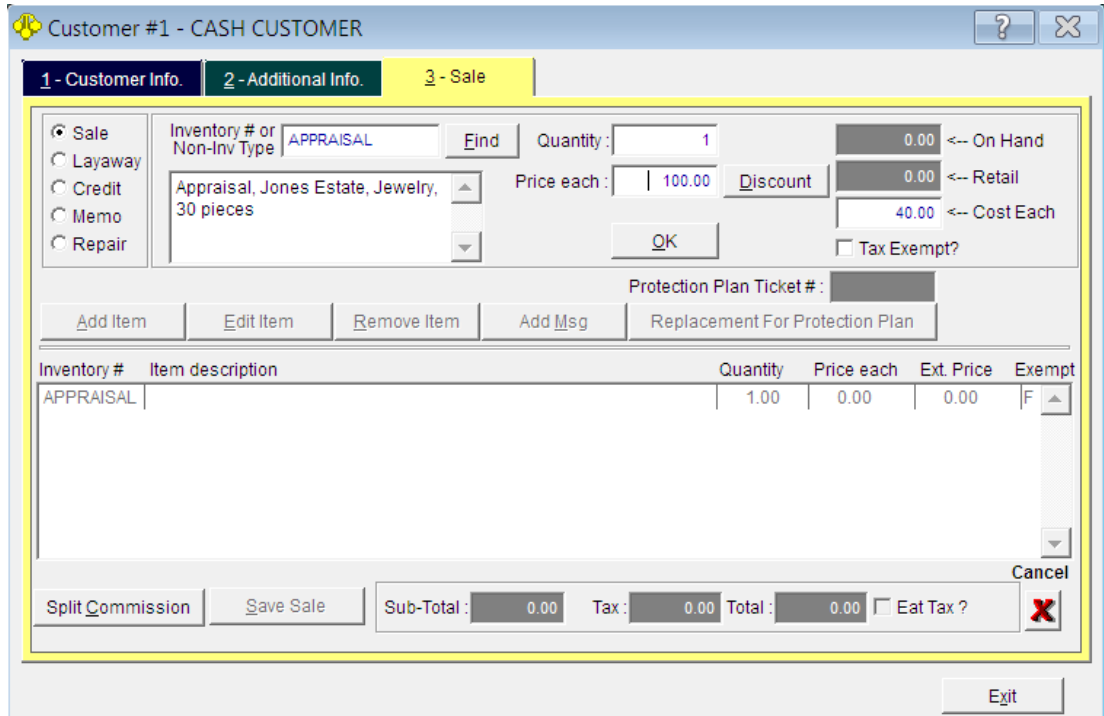 Customer #1 - CASH CUSTOMER
1 - Customer Info.
2 - Additional Info.
3 - Sale
Sale
Layaway
Credit
Memo
Repair
Inventory # or
Non-Inv Type
APPRAISAL
Find
Appraisal, Jones Estate, Jewelry,
30 pieces
Quantity :
1
Price each :
100.00
Discount
OK
0.00 <-- On Hand
0.00 <-- Retail
40.00 <-- Cost Each
Tax Exempt?
Protection Plan Ticket # :
Add Item
Edit Item
Remove Item
Add Msg
Replacement For Protection Plan
Inventory # Item description Quantity Price each Ext. Price Exempt
APPRAISAL 1.00 0.00 0.00 F
Cancel
Split Commission
Save Sale
Sub-Total : 0.00 Tax : 0.00 Total : 0.00 Eat Tax ?
X
Exit